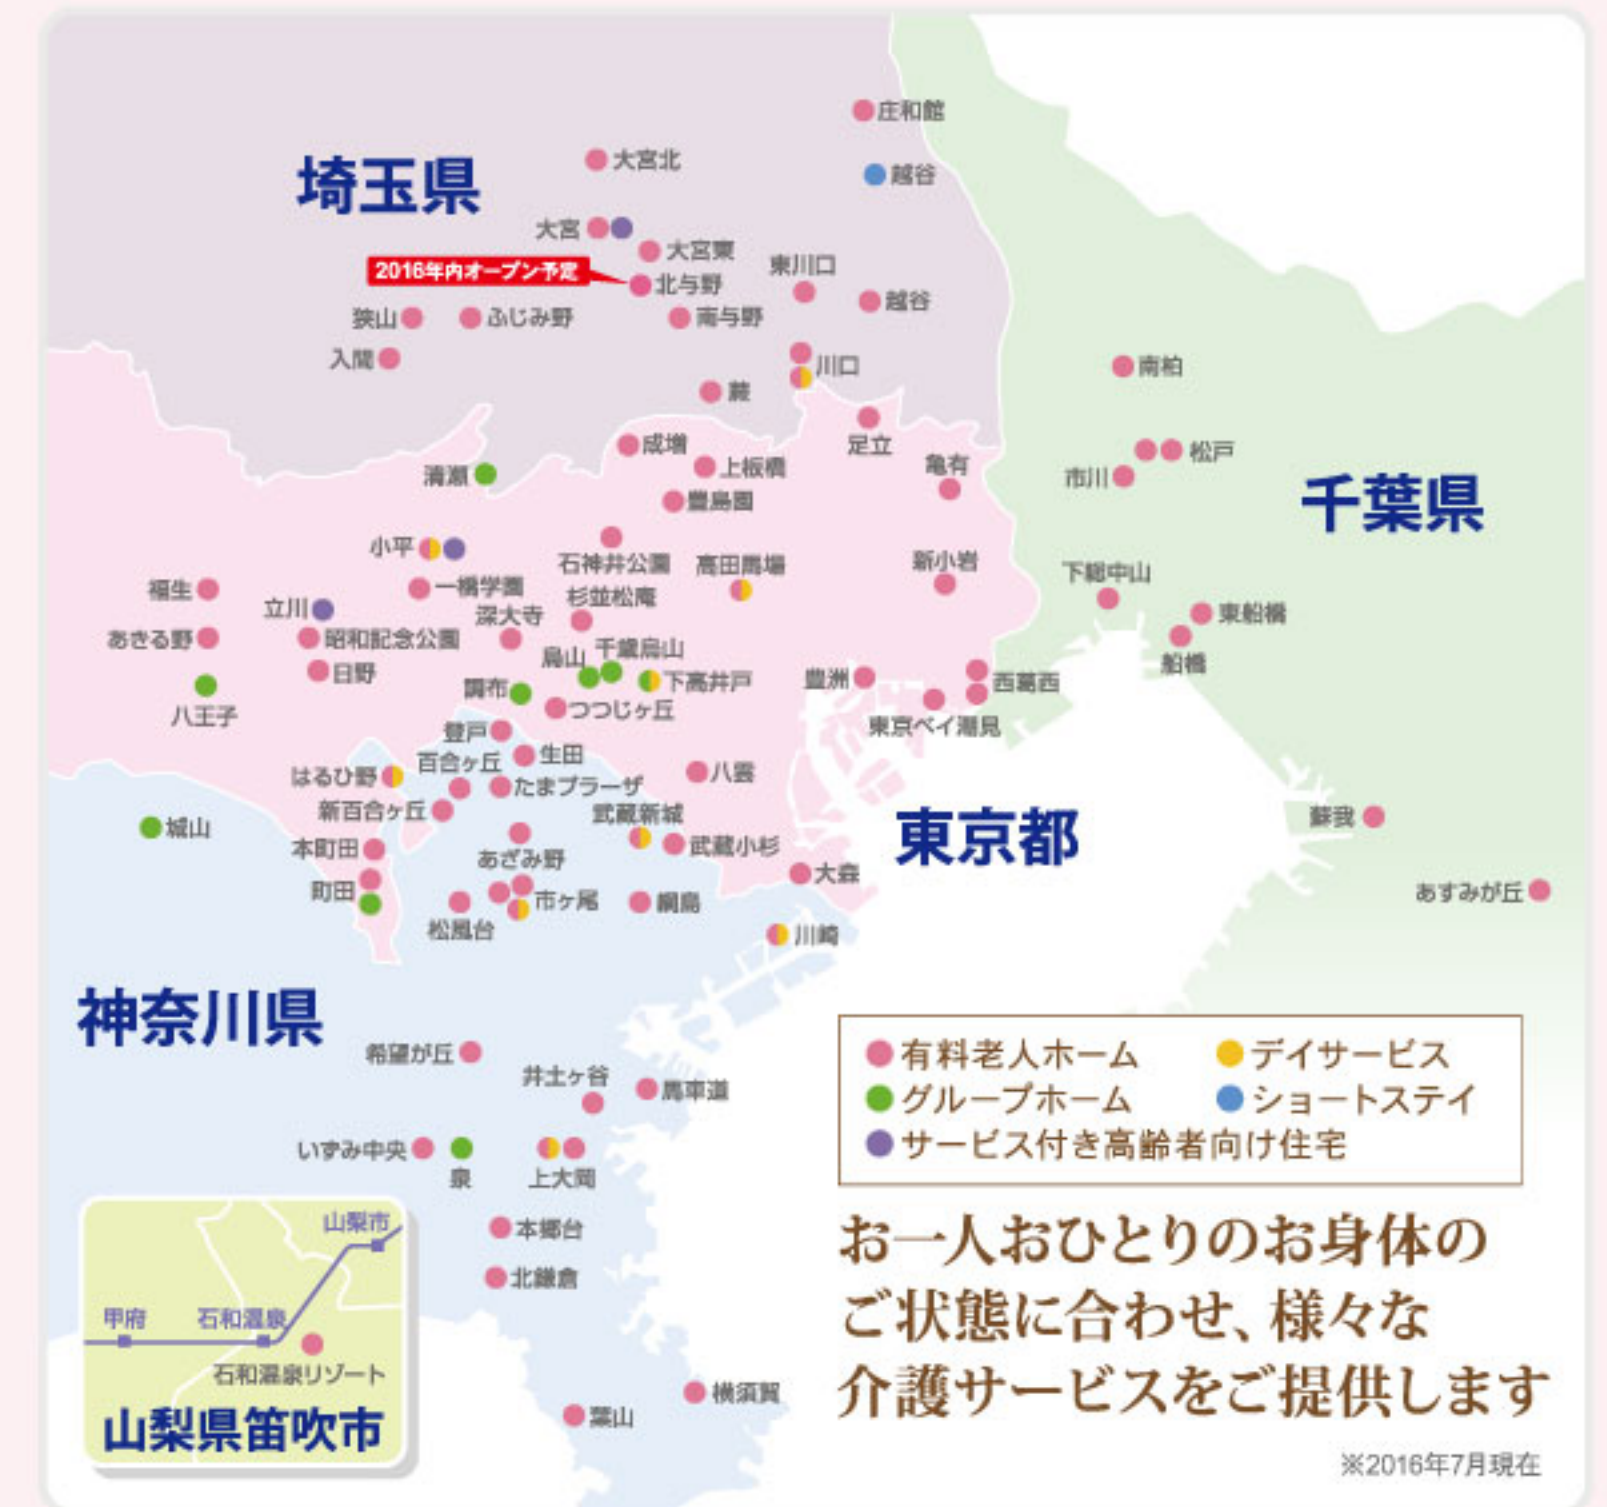 庄和館
大宮北
埼玉県
越谷
大宮
大宮東
2016年内オープン予定
北与野
東川口
越谷
狭山
ふじみ野
南与野
入間
川口
南柏
蕨
成増
足立
上板橋
亀有
松戸
清瀬
市川
千葉県
豊島園
小平
石神井公園
高田馬場
新小岩
下総中山
福生
一橋学園
立川
杉並松庵
深大寺
東船橋
あきる野
昭和記念公園
千歳烏山
烏山
船橋
日野
下高井戸
豊洲
西葛西
調布
八王子
つつじヶ丘
東京ベイ潮見
登戸
生田
百合ヶ丘
はるひ野
八雲
たまプラーザ
新百合ヶ丘
武蔵新城
蘇我
城山
東京都
本町田
武蔵小杉
あざみ野
大森
町田
あすみが丘
市ヶ尾
綱島
松風台
川崎
神奈川県
希望が丘
井土ヶ谷
馬車道
有料老人ホーム
デイサービス
グループホーム
ショートステイ
サービス付き高齢者向け住宅
いずみ中央
泉
上大岡
本郷台
北鎌倉
山梨市
甲府
石和温泉
石和温泉リゾート
山梨県笛吹市
横須賀
葉山
お一人おひとりのお身体の
ご状態に合わせ、様々な
介護サービスをご提供します
※2016年7月現在